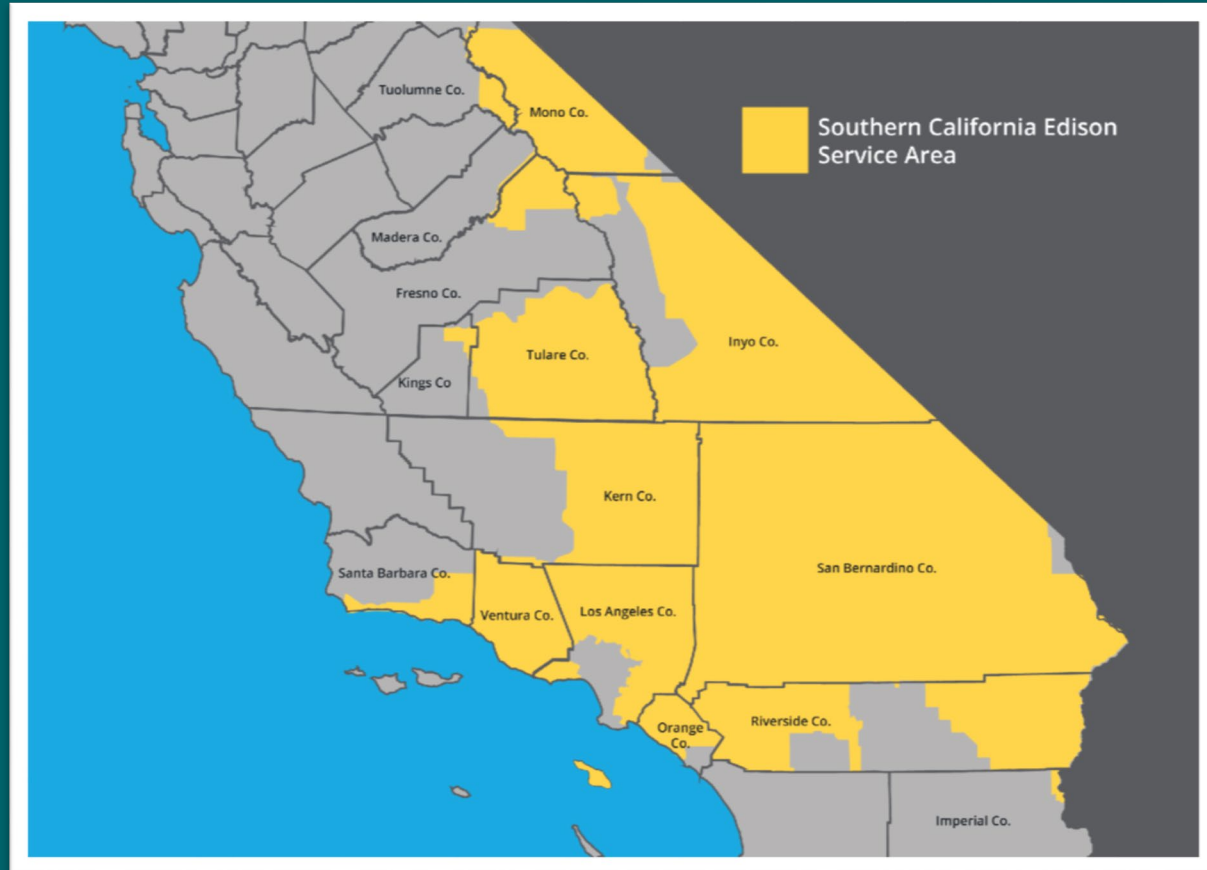 Tuolumne Co.
Mono Co.
Southern California Edison
Service Area
Madera Co.
Fresno Co.
Inyo Co.
Tulare Co.
Kings Co
Kern Co.
San Bernardino Co.
Santa Barbara Co.
Ventura Co.
Los Angeles Co.
Riverside Co.
Orange
Co.
Imperial Co.